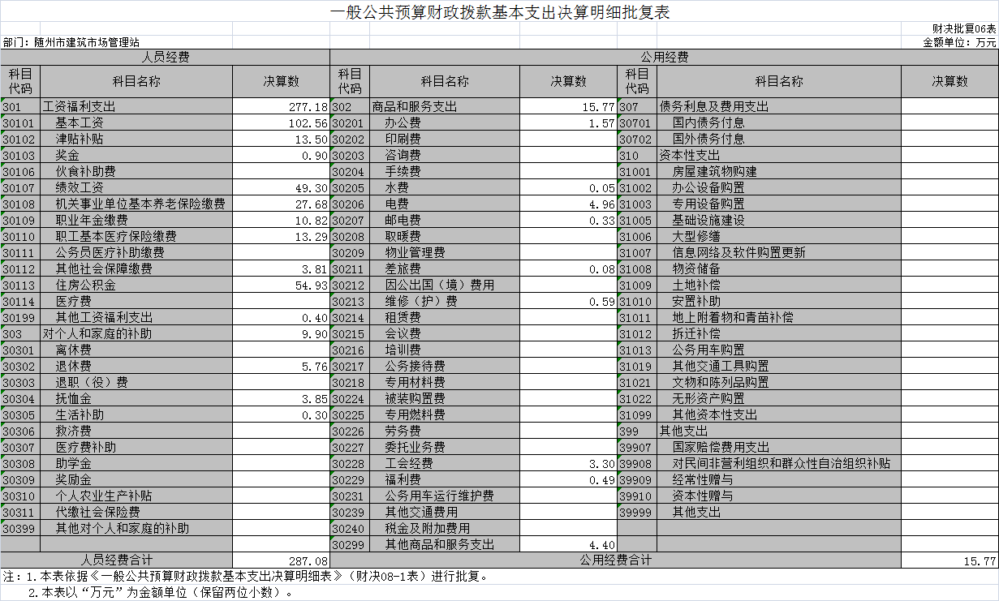 一般公共预算财政拨款基本支出决算明细批复表
财决批复06表
部门：随州市建筑市场管理站 金额单位：万元
人员经费 公用经费
科目代码 科目名称 决算数 科目代码 科目名称 决算数 科目代码 科目名称 决算数
301 工资福利支出 277.18 302 商品和服务支出 15.77 307 债务利息及费用支出
30101 基本工资 102.56 30201 办公费 1.57 30701 国内债务付息
30102 津贴补贴 13.50 30202 印刷费 30702 国外债务付息
30103 奖金 0.90 30203 咨询费 310 资本性支出
30106 伙食补助费 30204 手续费 31001 房屋建筑物购建
30107 绩效工资 49.30 30205 水费 0.05 31002 办公设备购置
30108 机关事业单位基本养老保险缴费 27.68 30206 电费 4.96 31003 专用设备购置
30109 职业年金缴费 10.82 30207 邮电费 0.33 31005 基础设施建设
30110 职工基本医疗保险缴费 13.29 30208 取暖费 31006 大型修缮
30111 公务员医疗补助缴费 30209 物业管理费 31007 信息网络及软件购置更新
30112 其他社会保障缴费 3.81 30211 差旅费 0.08 31008 物资储备
30113 住房公积金 54.93 30212 因公出国（境）费用 31009 土地补偿
30114 医疗费 30213 维修（护）费 0.59 31010 安置补助
30199 其他工资福利支出 0.40 30214 租赁费 31011 地上附着物和青苗补偿
303 对个人和家庭的补助 9.90 30215 会议费 31012 拆迁补偿
30301 离休费 30216 培训费 31013 公务用车购置
30302 退休费 5.76 30217 公务接待费 31019 其他交通工具购置
30303 退职（役）费 30218 专用材料费 31021 文物和陈列品购置
30304 抚恤金 3.85 30224 被装购置费 31022 无形资产购置
30305 生活补助 0.30 30225 专用燃料费 31099 其他资本性支出
30306 救济费 30226 劳务费 399 其他支出
30307 医疗费补助 30227 委托业务费 39907 国家赔偿费用支出
30308 助学金 30228 工会经费 3.30 39908 对民间非营利组织和群众性自治组织补贴
30309 奖励金 30229 福利费 0.49 39909 经常性赠与
30310 个人农业生产补贴 30231 公务用车运行维护费 39910 资本性赠与
30311 代缴社会保险费 30239 其他交通费用 39999 其他支出
30399 其他对个人和家庭的补助 30240 税金及附加费用
30299 其他商品和服务支出 4.40
人员经费合计 287.08 公用经费合计 15.77
注：1.本表依据《一般公共预算财政拨款基本支出决算明细表》（财决08-1表）进行批复。
2.本表以“万元”为金额单位（保留两位小数）。